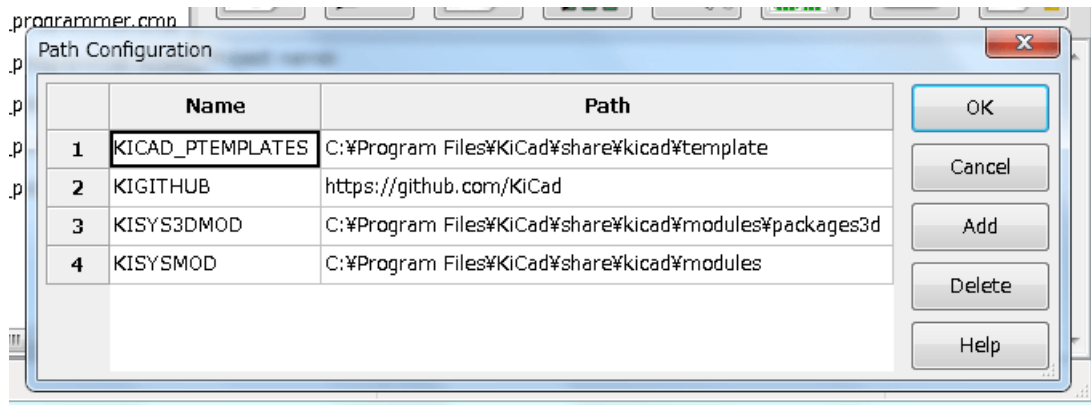 _programmer.cmp
Path Configuration
Name Path OK
1 KICAD_PTEMPLATES C:¥Program Files¥KiCad¥share¥kicad¥template
Cancel
2 KIGITHUB https://github.com/KiCad
3 KISYS3DMOD C:¥Program Files¥KiCad¥share¥kicad¥modules¥packages3d Add
4 KISYSMOD C:¥Program Files¥KiCad¥share¥kicad¥modules
Delete
Help